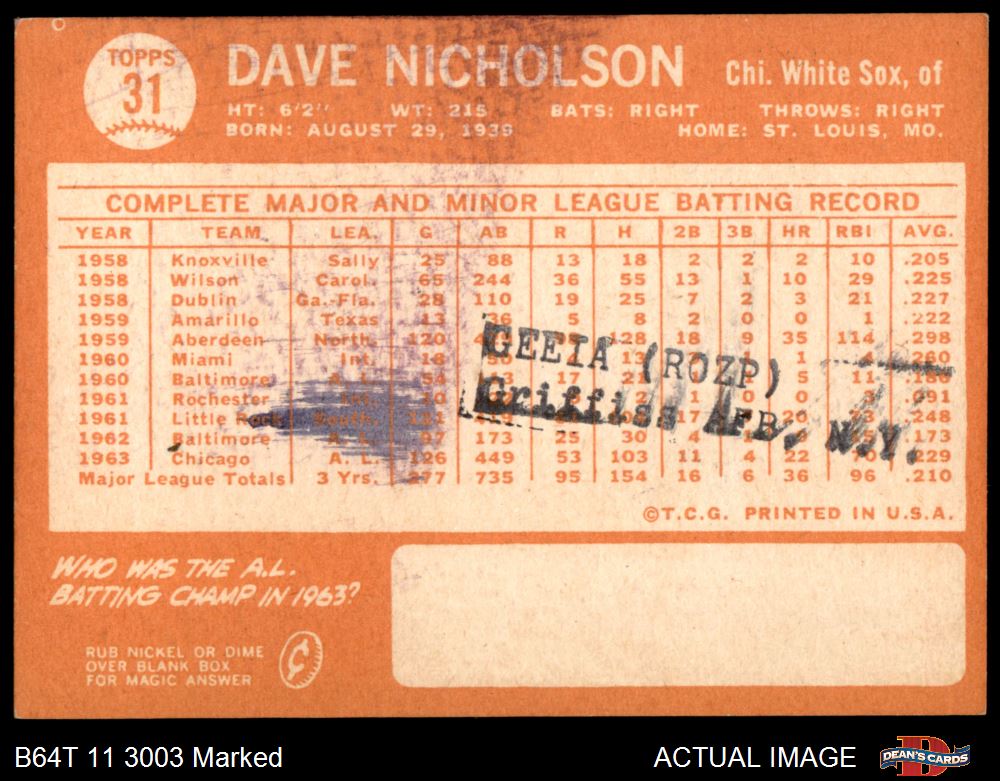 TOPPS
31
DAVE NICHOLSON Chi. White Sox, of
HT: 6'2" WT: 215 BATS: RIGHT THROWS: RIGHT
BORN: AUGUST 29, 1939 HOME: ST. LOUIS, MO.
COMPLETE MAJOR AND MINOR LEAGUE BATTING RECORD
YEAR TEAM LEA. G AB R H 2B 3B HR RBI AVG.
1958 Knoxville Sally 25 88 13 18 2 2 2 10 .205
1958 Wilson Carol. 65 244 36 55 13 1 10 29 .225
1958 Dublin Ga.-Fla. 28 110 19 25 7 2 3 21 .227
1959 Amarillo Texas 13 36 5 8 2 0 0 1 .222
1959 Aberdeen North. 120 128 18 9 35 114 .298
1960 Miami Int. 18 13 1 4 .260
1960 Baltimore A. L. 54 17 21 5 11 .186
1961 Rochester Int. .091
1961 Little Rock South. 17 20 .248
1962 Baltimore A. L. 97 173 25 30 4 .173
1963 Chicago A. L. 126 449 53 103 11 4 22 70 .229
Major League Totals 3 Yrs. 277 735 95 154 16 6 36 96 .210
GEEIA (ROZP)
Griffiss AFB, N.Y.
©T.C.G. PRINTED IN U.S.A.
WHO WAS THE A.L.
BATTING CHAMP IN 1963?
RUB NICKEL OR DIME
OVER BLANK BOX
FOR MAGIC ANSWER
B64T 11 3003 Marked ACTUAL IMAGE DEAN'S CARDS